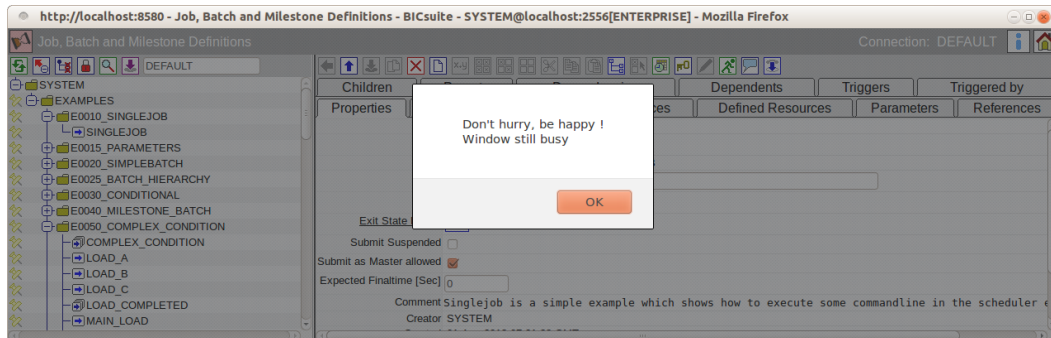 http://localhost:8580 - Job, Batch and Milestone Definitions - BICsuite - SYSTEM@localhost:2556[ENTERPRISE] - Mozilla Firefox
Job, Batch and Milestone Definitions
Connection: DEFAULT
DEFAULT
SYSTEM
EXAMPLES
E0010_SINGLEJOB
SINGLEJOB
E0015_PARAMETERS
E0020_SIMPLEBATCH
E0025_BATCH_HIERARCHY
E0030_CONDITIONAL
E0040_MILESTONE_BATCH
E0050_COMPLEX_CONDITION
COMPLEX_CONDITION
LOAD_A
LOAD_B
LOAD_C
LOAD_COMPLETED
MAIN_LOAD
Children Dependents Triggers Triggered by
Properties Defined Resources Parameters References
Don't hurry, be happy !
Window still busy
OK
Exit State
Submit Suspended
Submit as Master allowed
Expected Finaltime [Sec] 0
Comment Singlejob is a simple example which shows how to execute some commandline in the scheduler
Creator SYSTEM